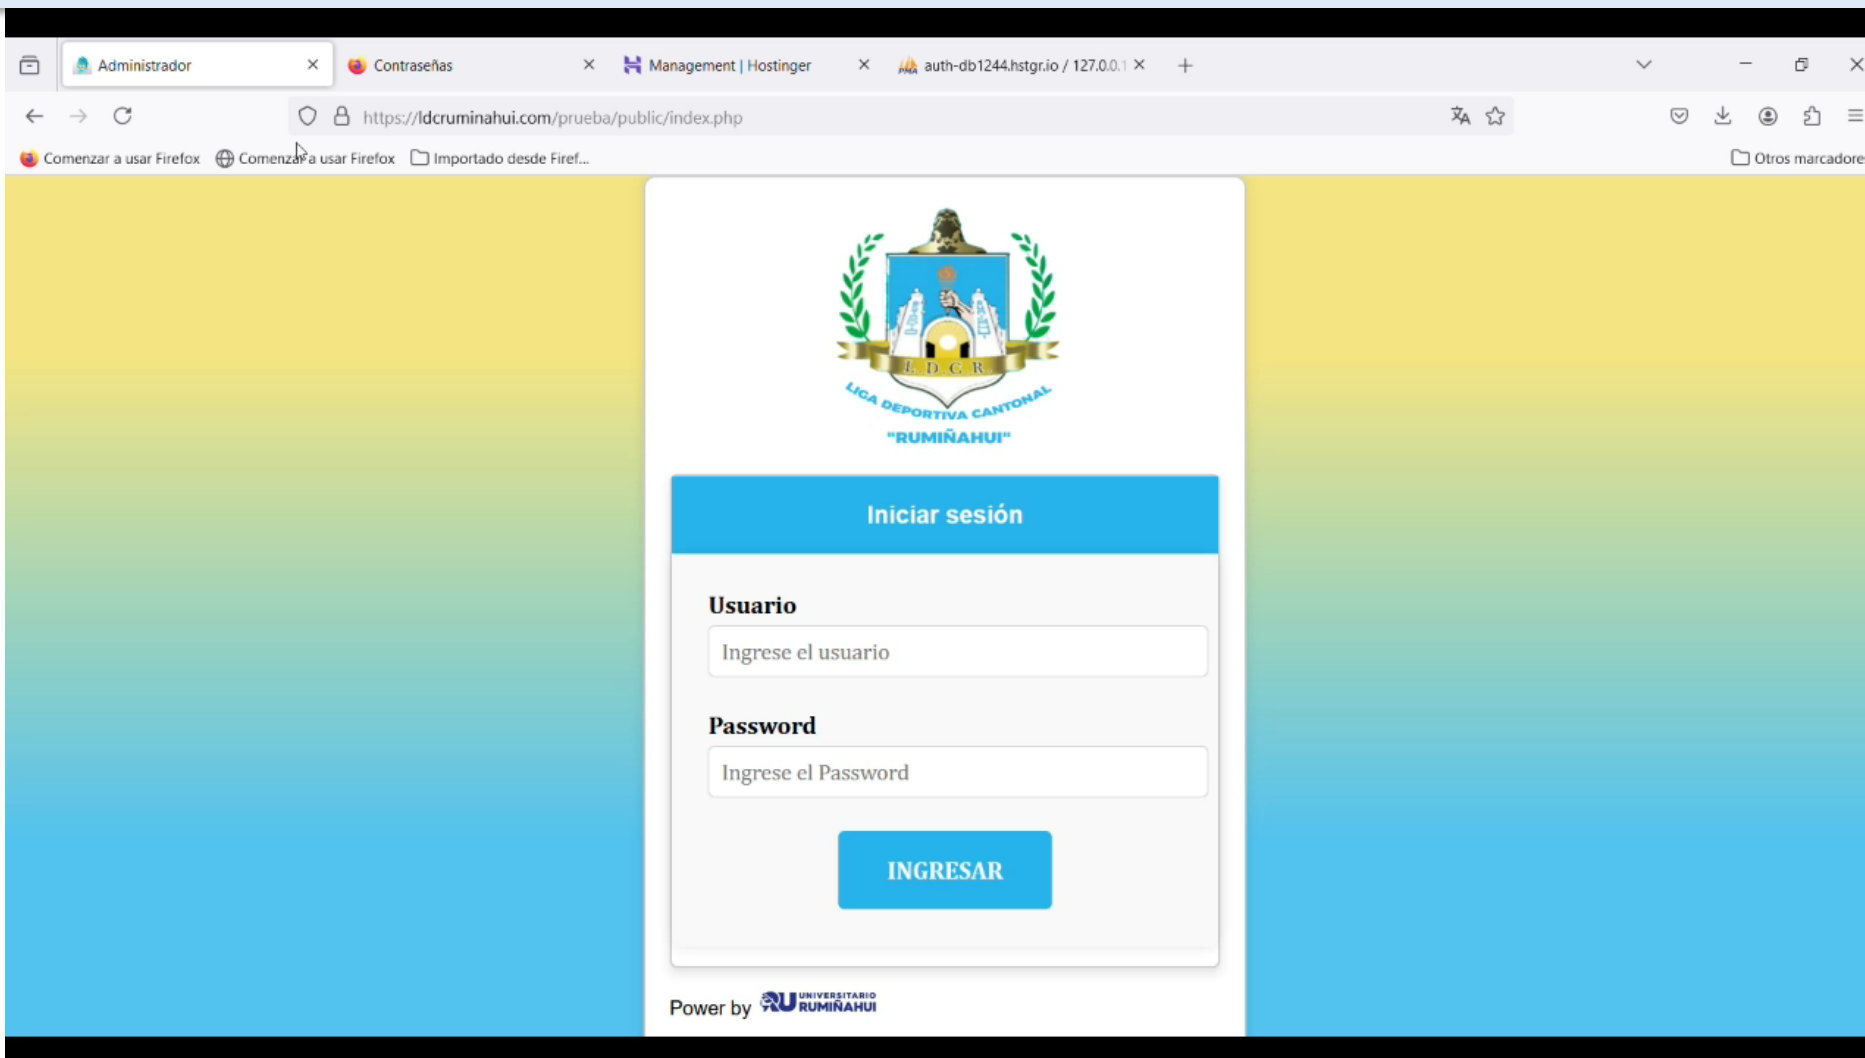 Administrador
Contraseñas
Management | Hostinger
auth-db1244.hstgr.io / 127.0.0.1
https://ldcruminahui.com/prueba/public/index.php
Comenzar a usar Firefox
Comenzar a usar Firefox
Importado desde Firef...
Otros marcadore
L. D. C. R.
LIGA DEPORTIVA CANTONAL
"RUMIÑAHUI"
Iniciar sesión
Usuario
Ingrese el usuario
Password
Ingrese el Password
INGRESAR
Power by
UNIVERSITARIO
RUMIÑAHUI